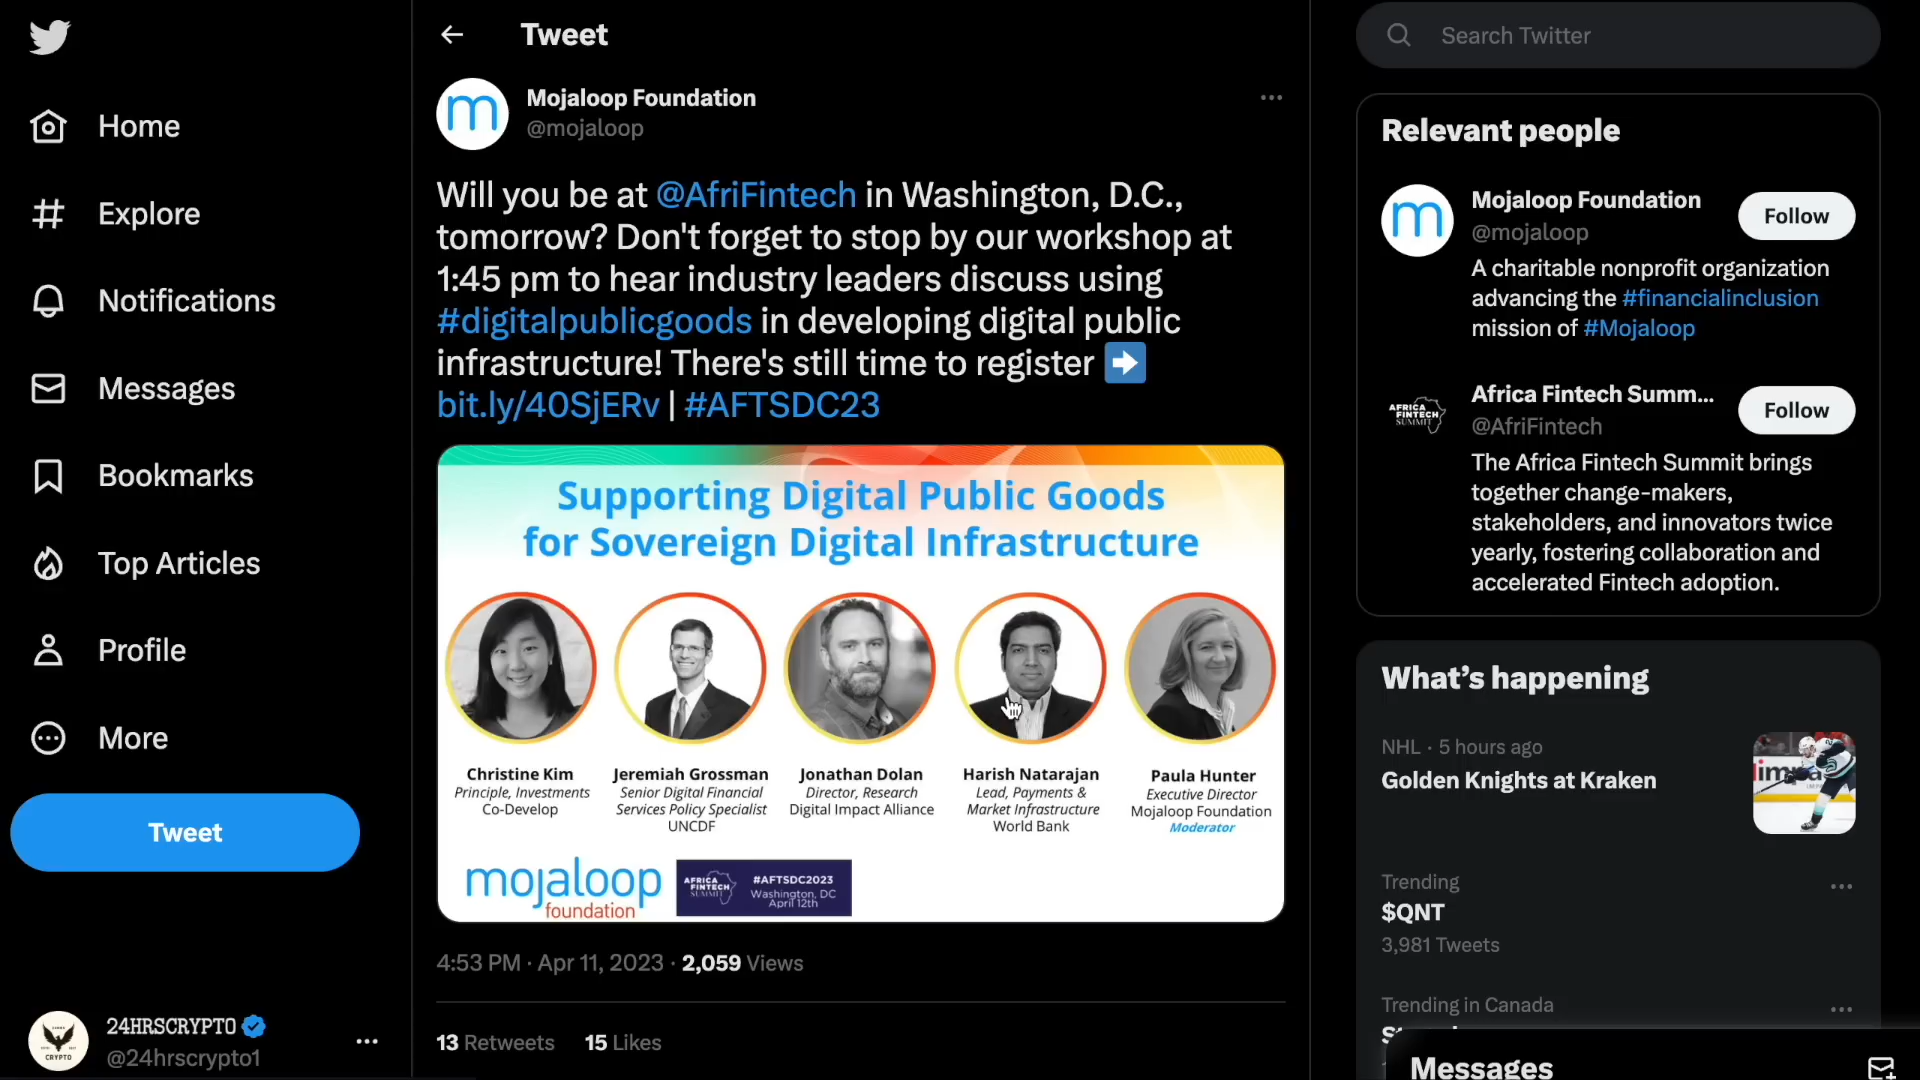 Home
Explore
Notifications
Messages
Bookmarks
Top Articles
Profile
More
Tweet
24HRSCRYPTO
@24hrscrypto1
CRYPTO
Tweet
Mojaloop Foundation
@mojaloop
Will you be at @AfriFintech in Washington, D.C.,
tomorrow? Don't forget to stop by our workshop at
1:45 pm to hear industry leaders discuss using
#digitalpublicgoods in developing digital public
infrastructure! There's still time to register ➡
bit.ly/40SjERv | #AFTSDC23
Supporting Digital Public Goods
for Sovereign Digital Infrastructure
Christine Kim
Principle, Investments
Co-Develop
Jeremiah Grossman
Senior Digital Financial
Services Policy Specialist
UNCDF
Jonathan Dolan
Director, Research
Digital Impact Alliance
Harish Natarajan
Lead, Payments &
Market Infrastructure
World Bank
Paula Hunter
Executive Director
Mojaloop Foundation
Moderator
mojaloop
foundation
AFRICA
FINTECH
SUMMIT
#AFTSDC2023
Washington, DC
April 12th
4:53 PM · Apr 11, 2023 · 2,059 Views
13 Retweets 15 Likes
Search Twitter
Relevant people
Mojaloop Foundation
@mojaloop
Follow
A charitable nonprofit organization
advancing the #financialinclusion
mission of #Mojaloop
AFRICA
FINTECH
SUMMIT
Africa Fintech Summ...
@AfriFintech
Follow
The Africa Fintech Summit brings
together change-makers,
stakeholders, and innovators twice
yearly, fostering collaboration and
accelerated Fintech adoption.
What's happening
NHL · 5 hours ago
Golden Knights at Kraken
Trending
$QNT
3,981 Tweets
Trending in Canada
Messages